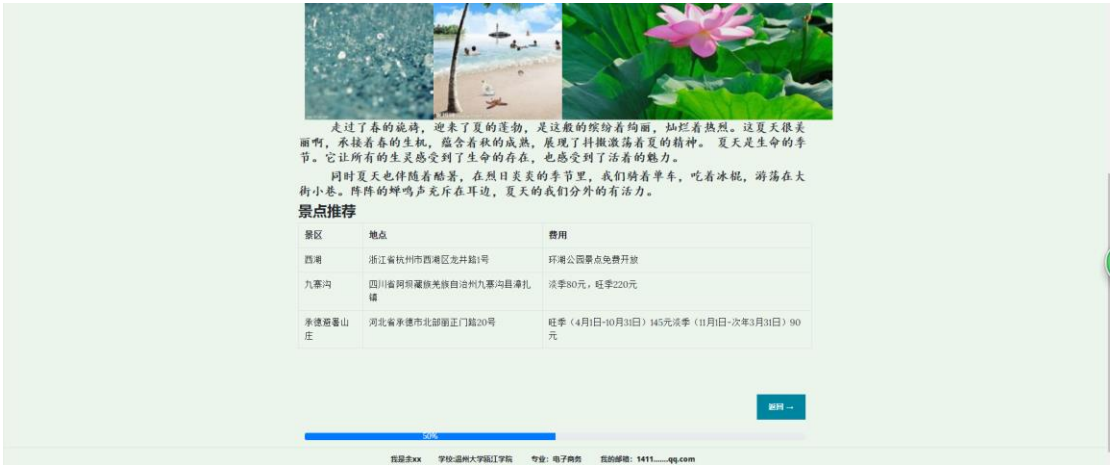 走过了春的旖旎，迎来了夏的蓬勃，是这般的缤纷着绚丽，灿烂着热烈。这夏天很美
丽啊，承接着春的生机，蕴含着秋的成熟，展现了抖擞激荡着夏的精神。 夏天是生命的季
节。它让所有的生灵感受到了生命的存在，也感受到了活着的魅力。
同时夏天也伴随着酷暑，在烈日炎炎的季节里，我们骑着单车，吃着冰棍，游荡在大
街小巷。阵阵的蝉鸣声充斥在耳边，夏天的我们分外的有活力。
景点推荐
景区 地点 费用
西湖 浙江省杭州市西湖区龙井路1号 环湖公园景点免费开放
九寨沟 四川省阿坝藏族羌族自治州九寨沟县漳扎
镇 淡季80元，旺季220元
承德避暑山
庄 河北省承德市北部丽正门路20号 旺季（4月1日-10月31日）145元淡季（11月1日-次年3月31日）90
元
返回 →
50%
我是余xx 学校:温州大学瓯江学院 专业：电子商务 我的邮箱：1411.......qq.com